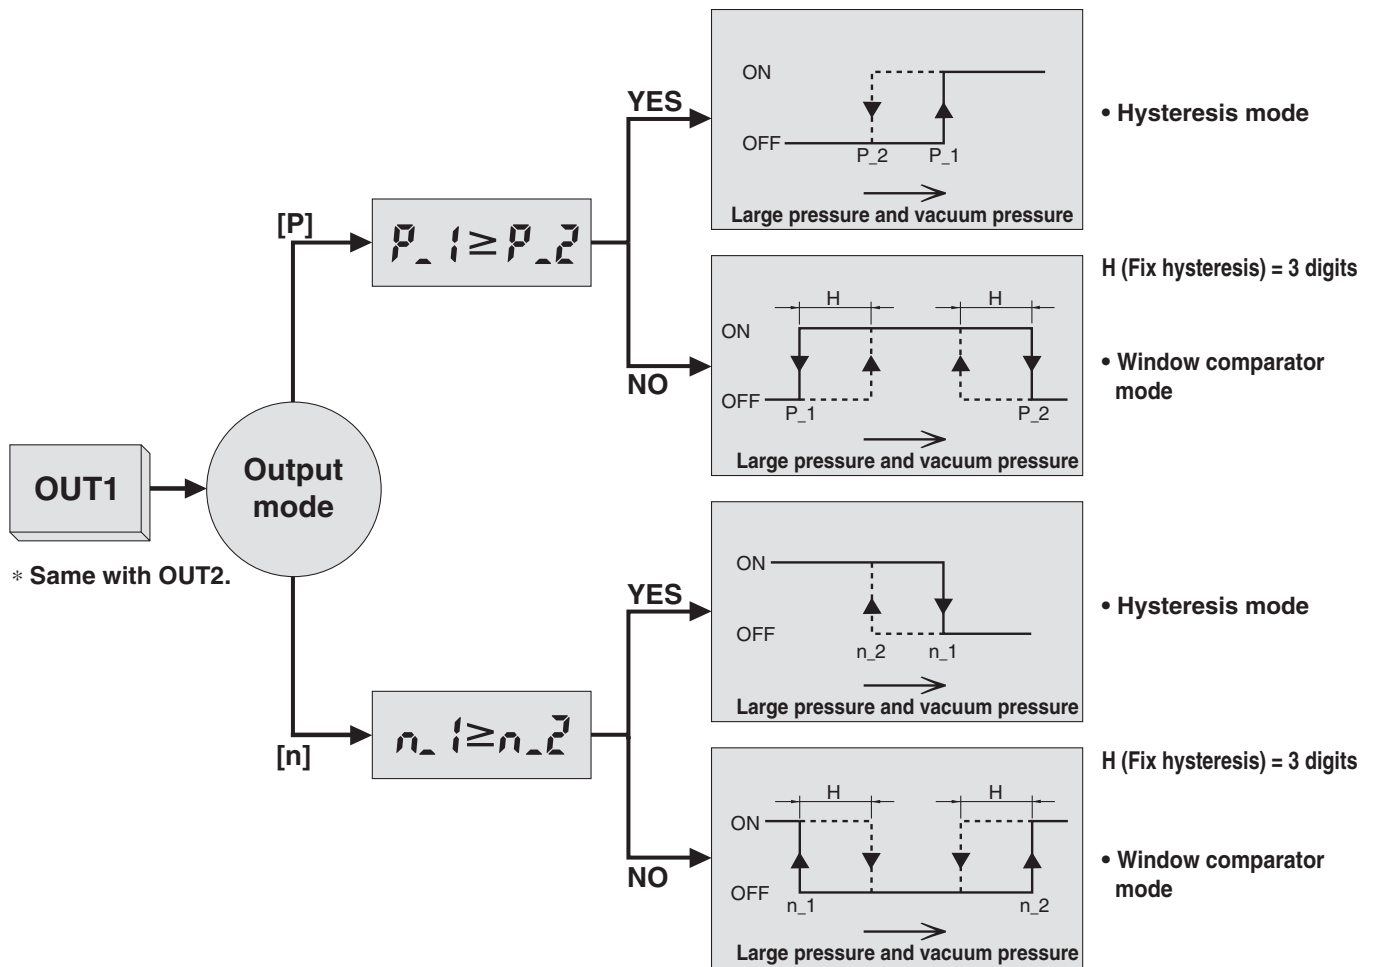 OUT1
* Same with OUT2.
Output
mode
[P]
P_1≧P_2
YES
ON
OFF
P_2 P_1
Large pressure and vacuum pressure
• Hysteresis mode
NO
H H
ON
OFF
P_1 P_2
Large pressure and vacuum pressure
H (Fix hysteresis) = 3 digits
• Window comparator
mode
[n]
n_1≧n_2
YES
ON
OFF
n_2 n_1
Large pressure and vacuum pressure
• Hysteresis mode
NO
H H
ON
OFF
n_1 n_2
Large pressure and vacuum pressure
H (Fix hysteresis) = 3 digits
• Window comparator
mode